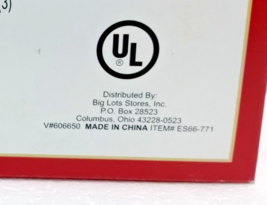 3)
UL
®
Distributed By:
Big Lots Stores, Inc.
P.O. Box 28523
Columbus, Ohio 43228-0523
V#606650 MADE IN CHINA ITEM# ES66-771